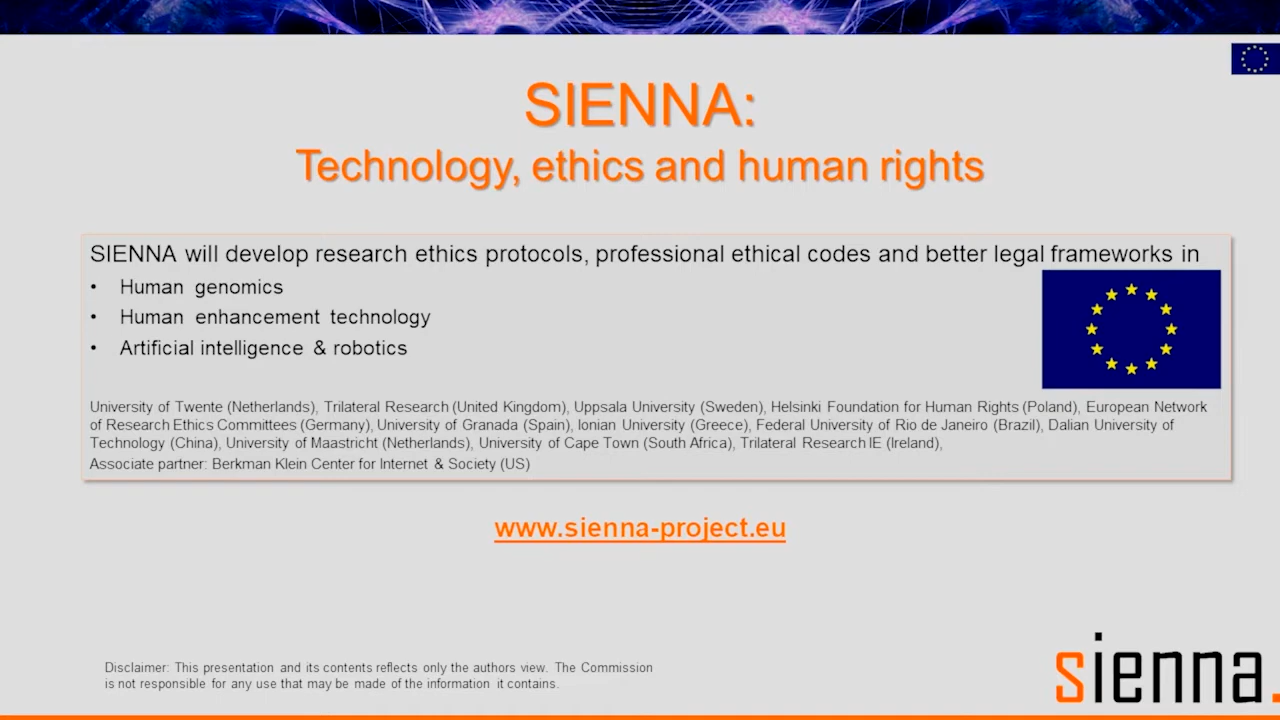 SIENNA:
Technology, ethics and human rights
SIENNA will develop research ethics protocols, professional ethical codes and better legal frameworks in
• Human genomics
• Human enhancement technology
• Artificial intelligence & robotics
University of Twente (Netherlands), Trilateral Research (United Kingdom), Uppsala University (Sweden), Helsinki Foundation for Human Rights (Poland), European Network
of Research Ethics Committees (Germany), University of Granada (Spain), Ionian University (Greece), Federal University of Rio de Janeiro (Brazil), Dalian University of
Technology (China), University of Maastricht (Netherlands), University of Cape Town (South Africa), Trilateral Research IE (Ireland),
Associate partner: Berkman Klein Center for Internet & Society (US)
www.sienna-project.eu
Disclaimer: This presentation and its contents reflects only the authors view. The Commission
is not responsible for any use that may be made of the information it contains.
sienna.